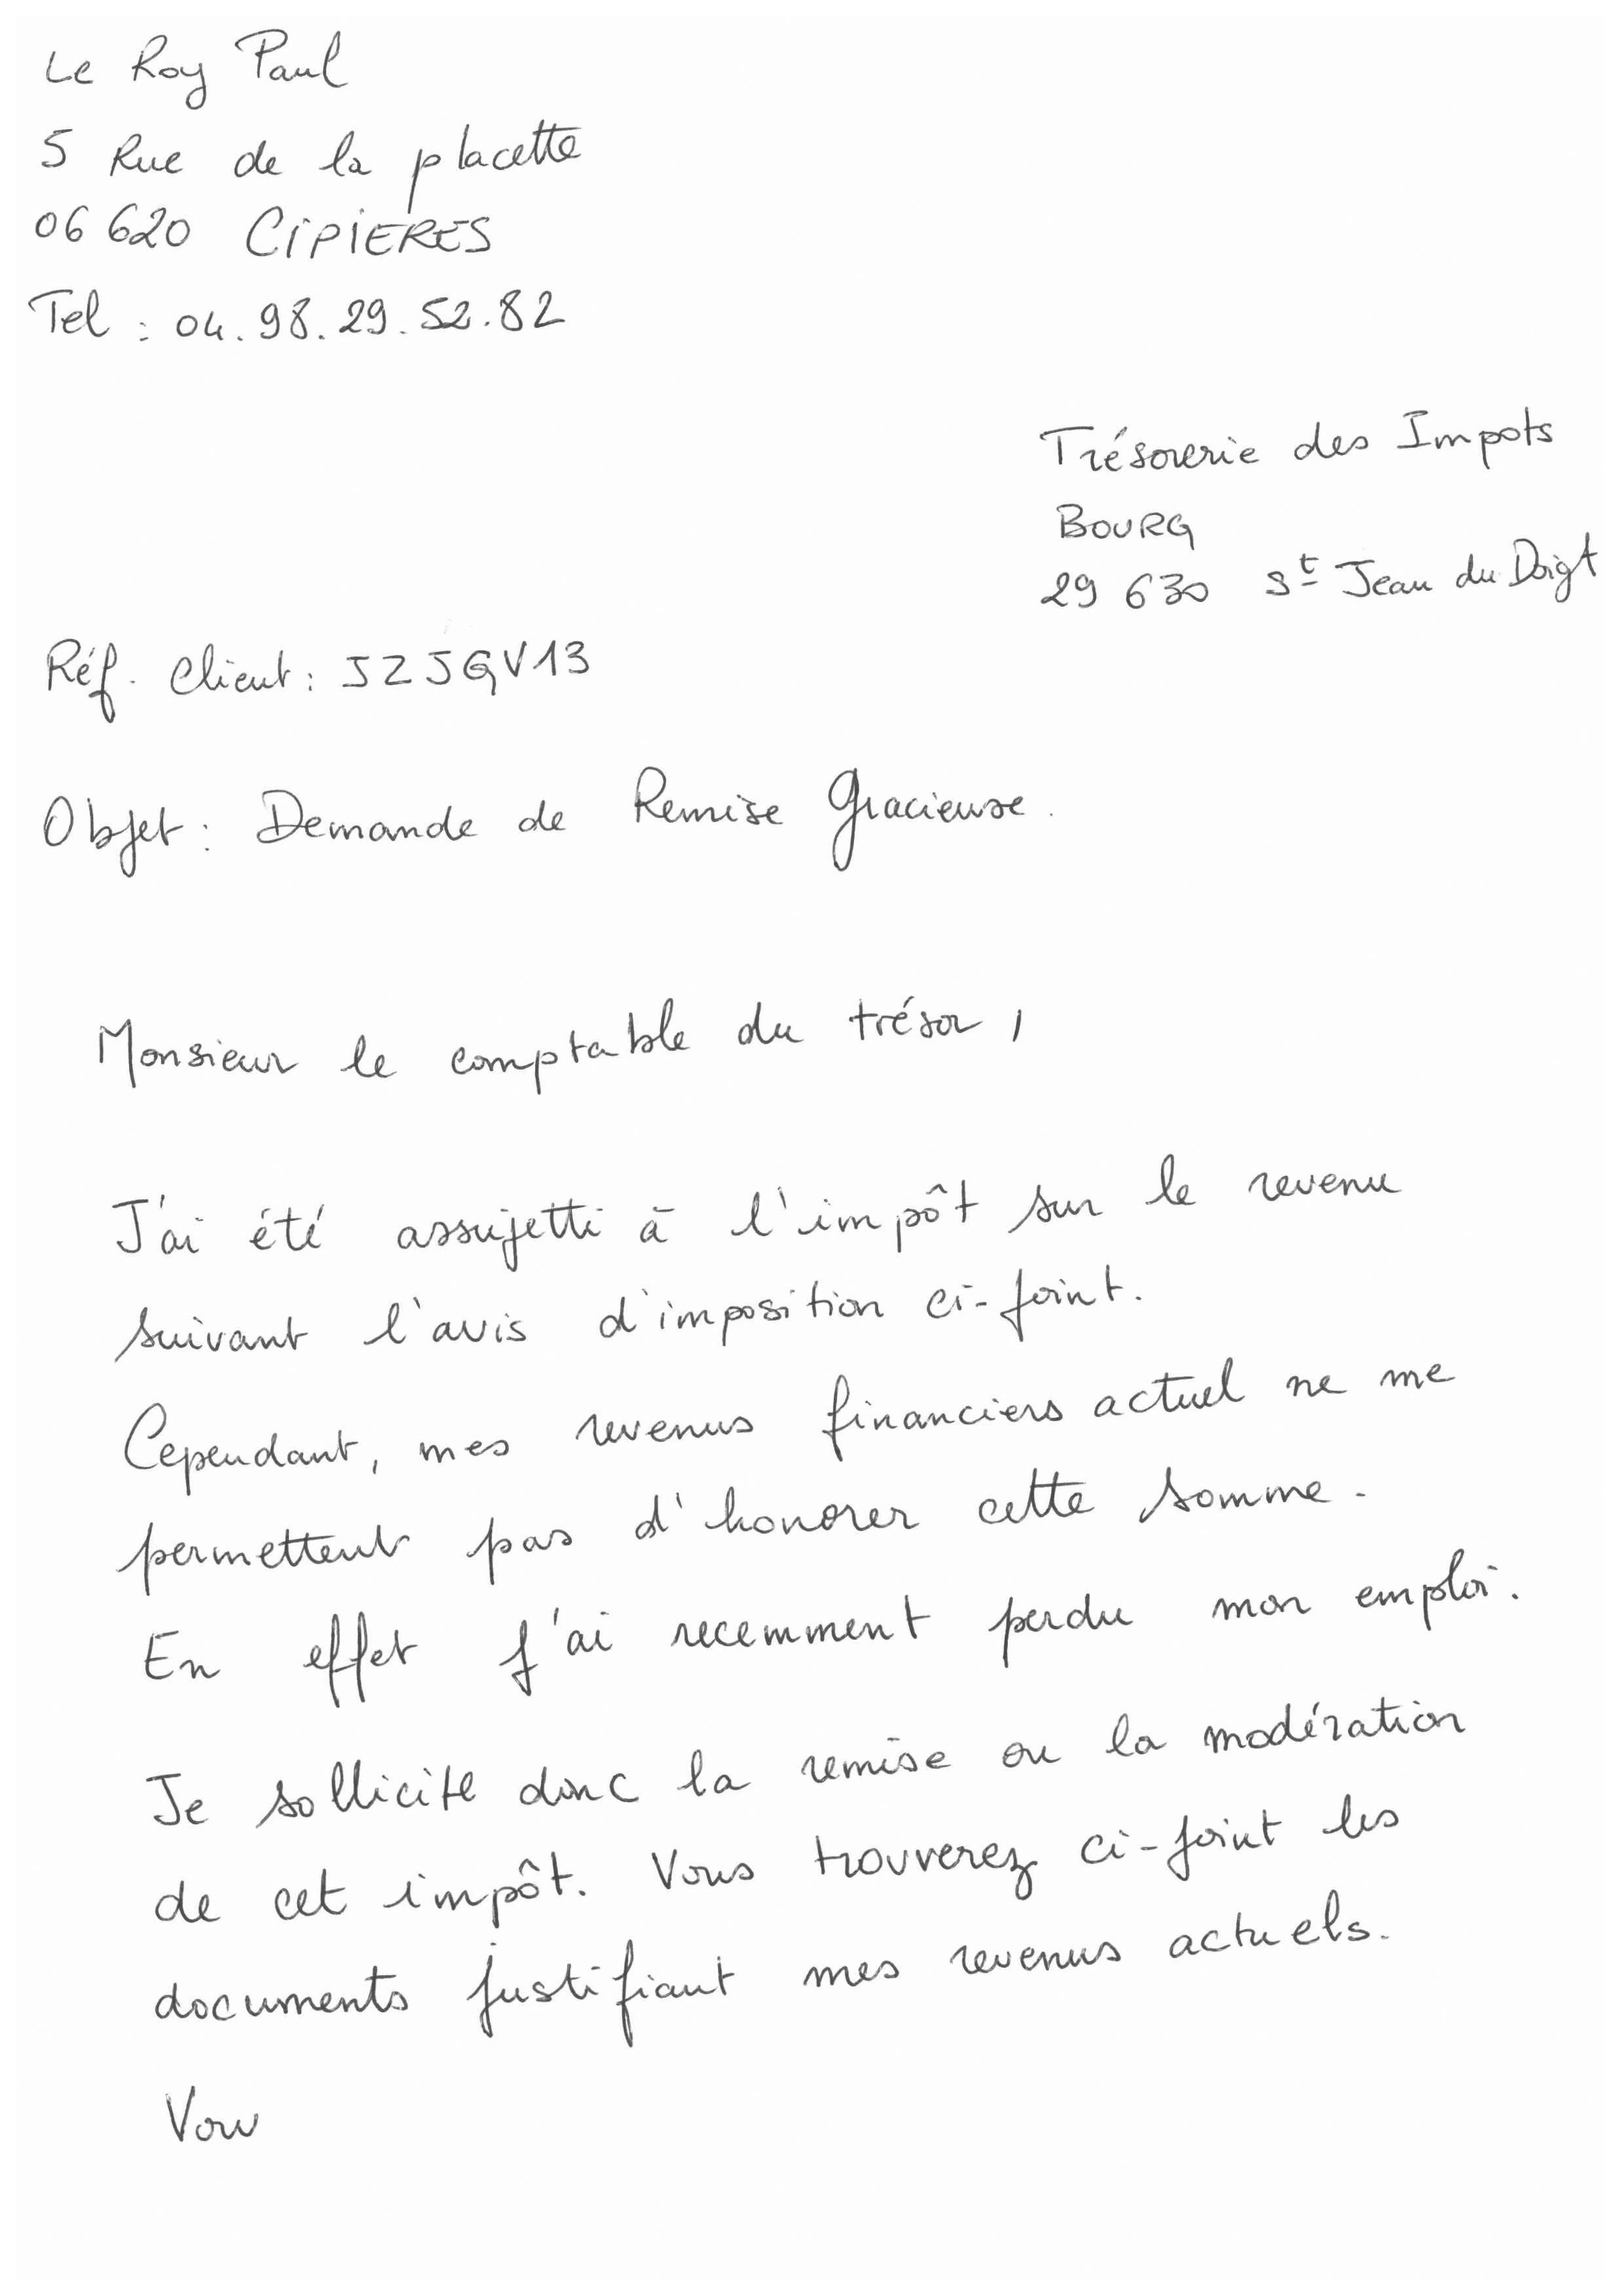 Le Roy Paul
5 Rue de la placette
06 620 CIPIERES
Tel : 04.98.29.52.82
Trésorerie des Impots
BOURG
29 630 St Jean du Doigt
Réf. Client : JZJGV13
Objet : Demande de Remise Gracieuse.
Monsieur le comptable du trésor,
J'ai été assujetti à l'impôt sur le revenu
suivant l'avis d'imposition ci-joint.
Cependant, mes revenus financiers actuel ne me
permettent pas d'honorer cette somme.
En effet j'ai recemment perdu mon emploi.
Je sollicite donc la remise ou la modération
de cet impôt. Vous trouverez ci-joint les
documents justifiant mes revenus actuels.
Vou